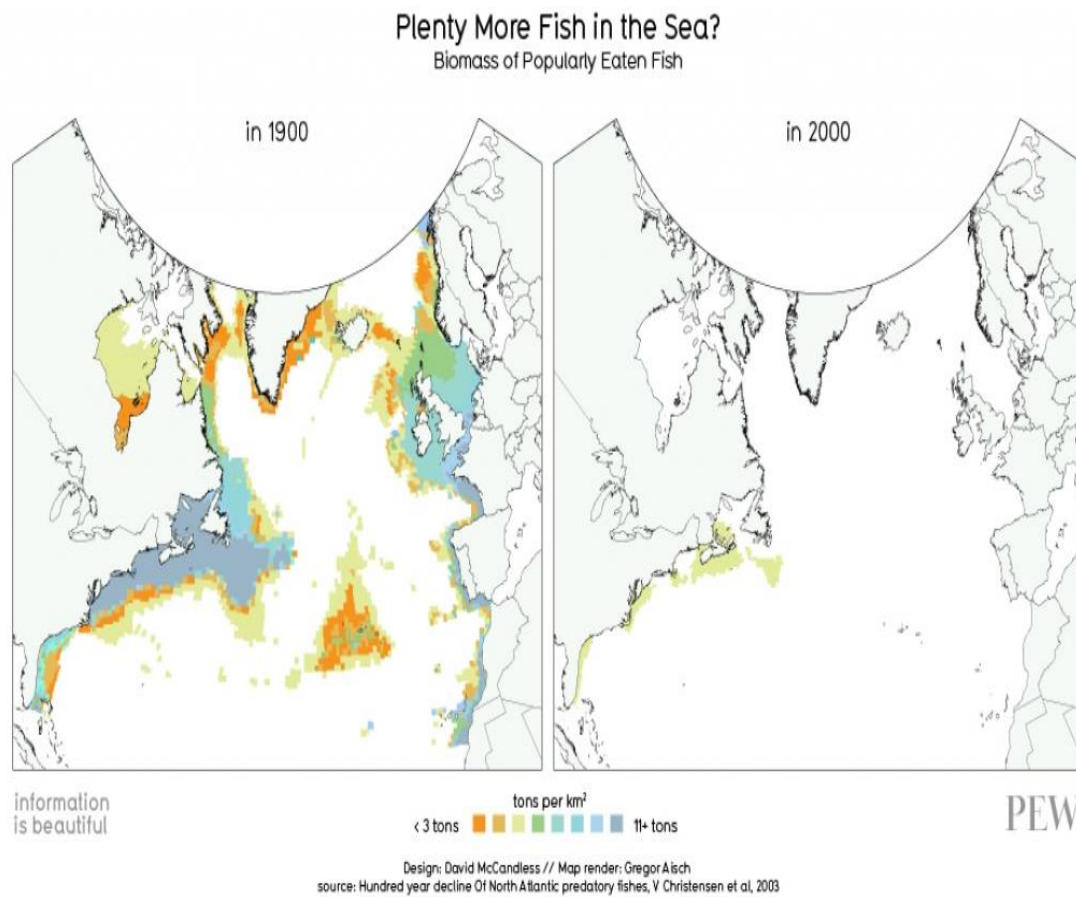 Plenty More Fish in the Sea?
Biomass of Popularly Eaten Fish
in 1900
in 2000
information
is beautiful
tons per km²
< 3 tons
11+ tons
PEW
Design: David McCandless // Map render: Gregor Aisch
source: Hundred year decline Of North Atlantic predatory fishes, V Christensen et al, 2003